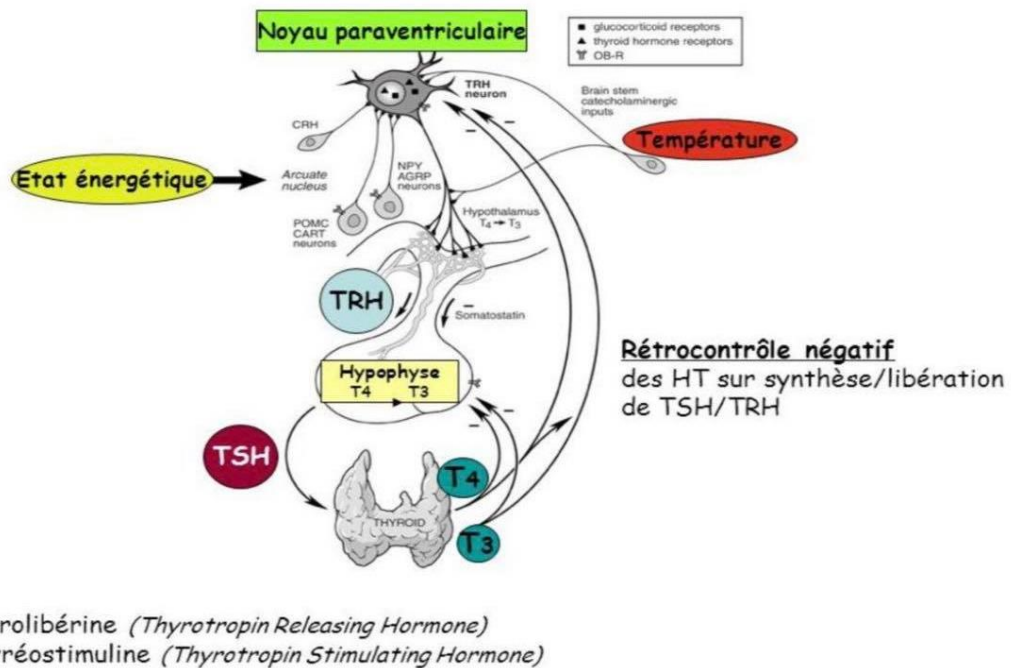 Noyau paraventriculaire
glucocorticoid receptors
thyroid hormone receptors
OB-R
TRH
neuron
Brain stem
catecholaminergic
inputs
CRH
Température
Etat énergétique
Arcuate
nucleus
NPY
AGRP
neurons
POMC
CART
neurons
Hypothalamus
T4 → T3
TRH
Somatostatin
Hypophyse
T4 T3
Rétrocontrôle négatif
des HT sur synthèse/libération
de TSH/TRH
TSH
T4
THYROID
T3
rolibérine (Thyrotropin Releasing Hormone)
réostimuline (Thyrotropin Stimulating Hormone)